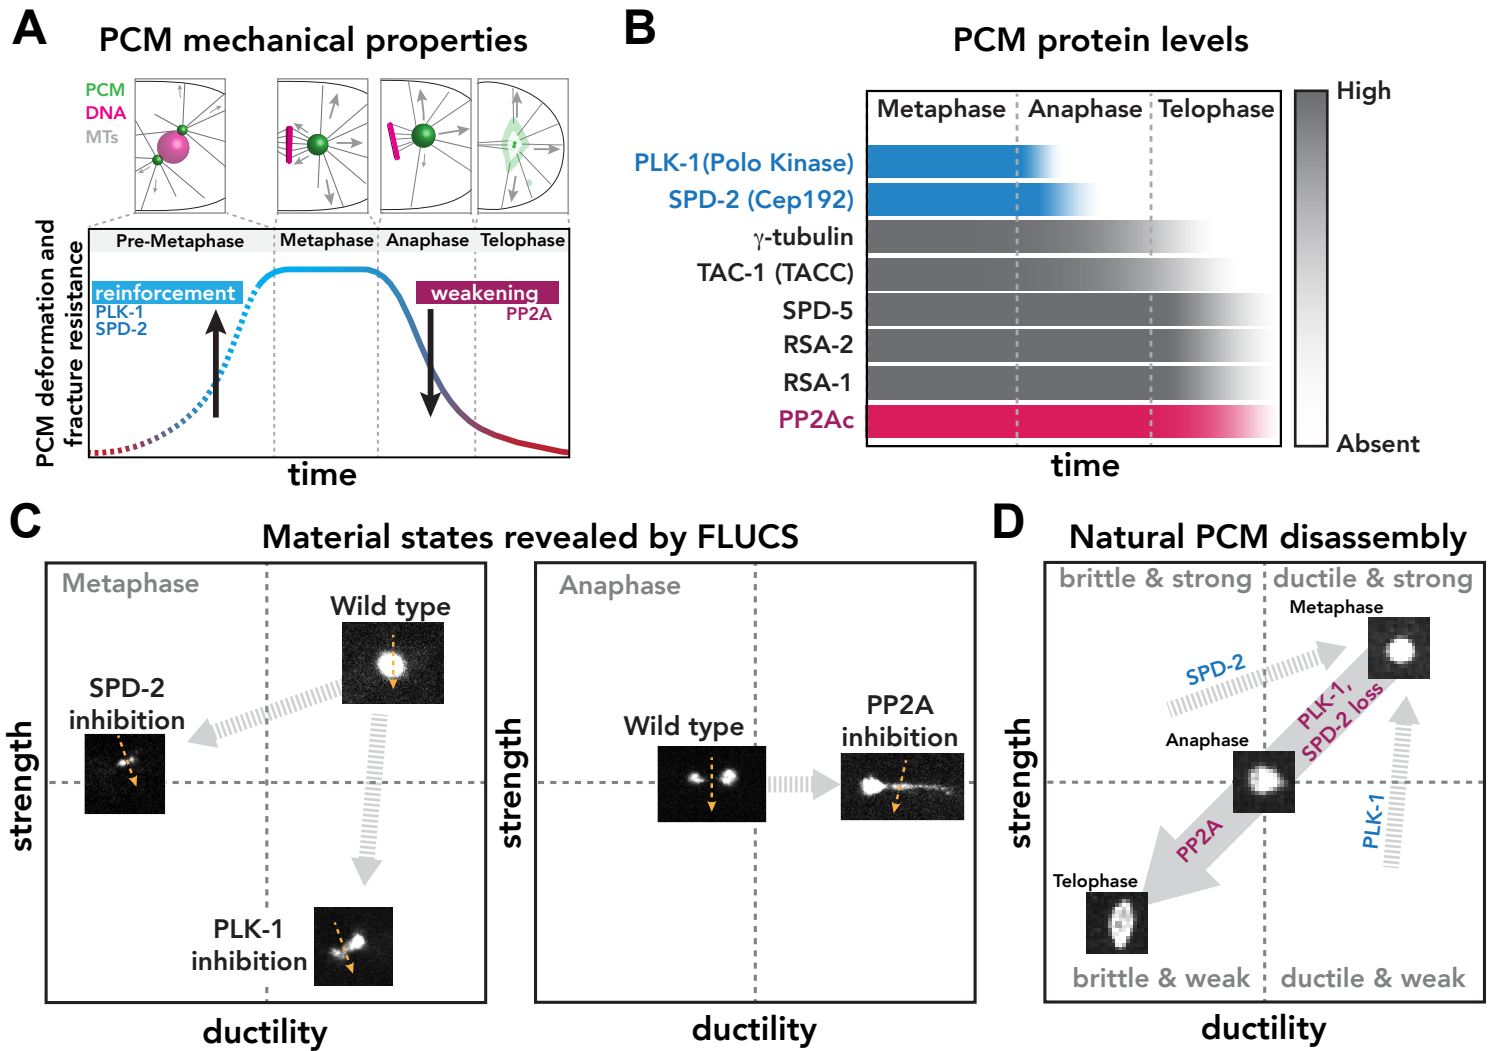 A
PCM mechanical properties
PCM
DNA
MTs
PCM deformation and
fracture resistance
Pre-Metaphase
Metaphase
Anaphase
Telophase
reinforcement
PLK-1
SPD-2
weakening
PP2A
time
B
PCM protein levels
Metaphase
Anaphase
Telophase
PLK-1(Polo Kinase)
SPD-2 (Cep192)
γ-tubulin
TAC-1 (TACC)
SPD-5
RSA-2
RSA-1
PP2Ac
time
High
Absent
C
Material states revealed by FLUCS
strength
Metaphase
Wild type
SPD-2
inhibition
PLK-1
inhibition
ductility
strength
Anaphase
Wild type
PP2A
inhibition
ductility
D
Natural PCM disassembly
strength
brittle & strong
ductile & strong
Metaphase
SPD-2
PLK-1,
SPD-2 loss
Anaphase
PLK-1
PP2A
Telophase
brittle & weak
ductile & weak
ductility